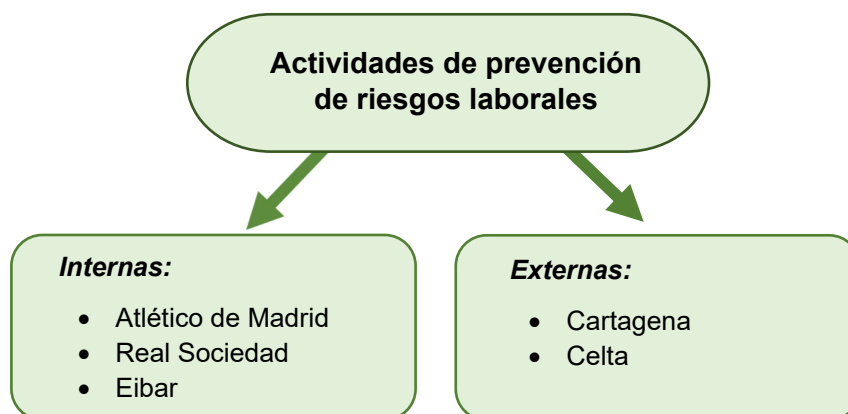 Actividades de prevención
de riesgos laborales
Internas:
• Atlético de Madrid
• Real Sociedad
• Eibar
Externas:
• Cartagena
• Celta